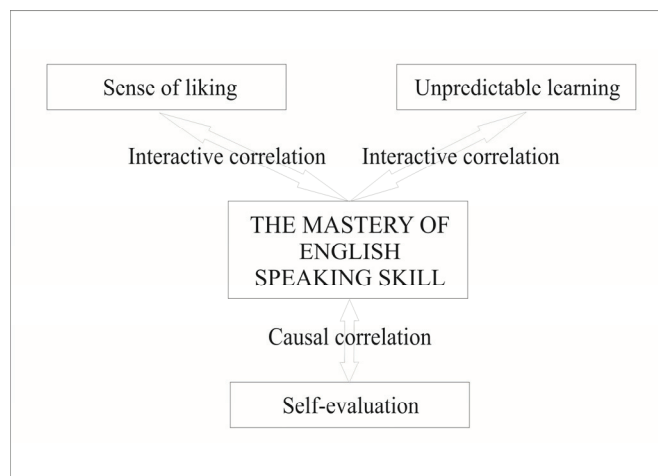 Sense of liking
Unpredictable learning
Interactive correlation
Interactive correlation
THE MASTERY OF
ENGLISH
SPEAKING SKILL
Causal correlation
Self-evaluation